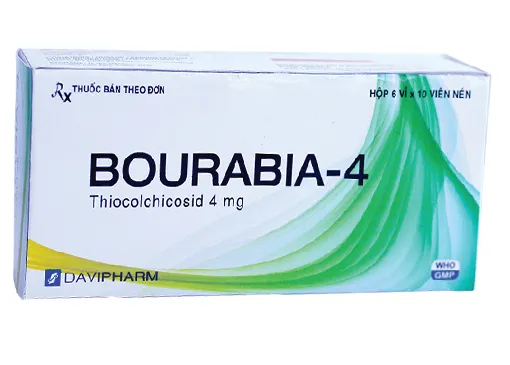 Rx THUỐC BÁN THEO ĐƠN
HỘP 6 VỈ x 10 VIÊN NÉN
BOURABIA-4
Thiocolchicosid 4 mg
DAVIPHARM
WHO
GMP